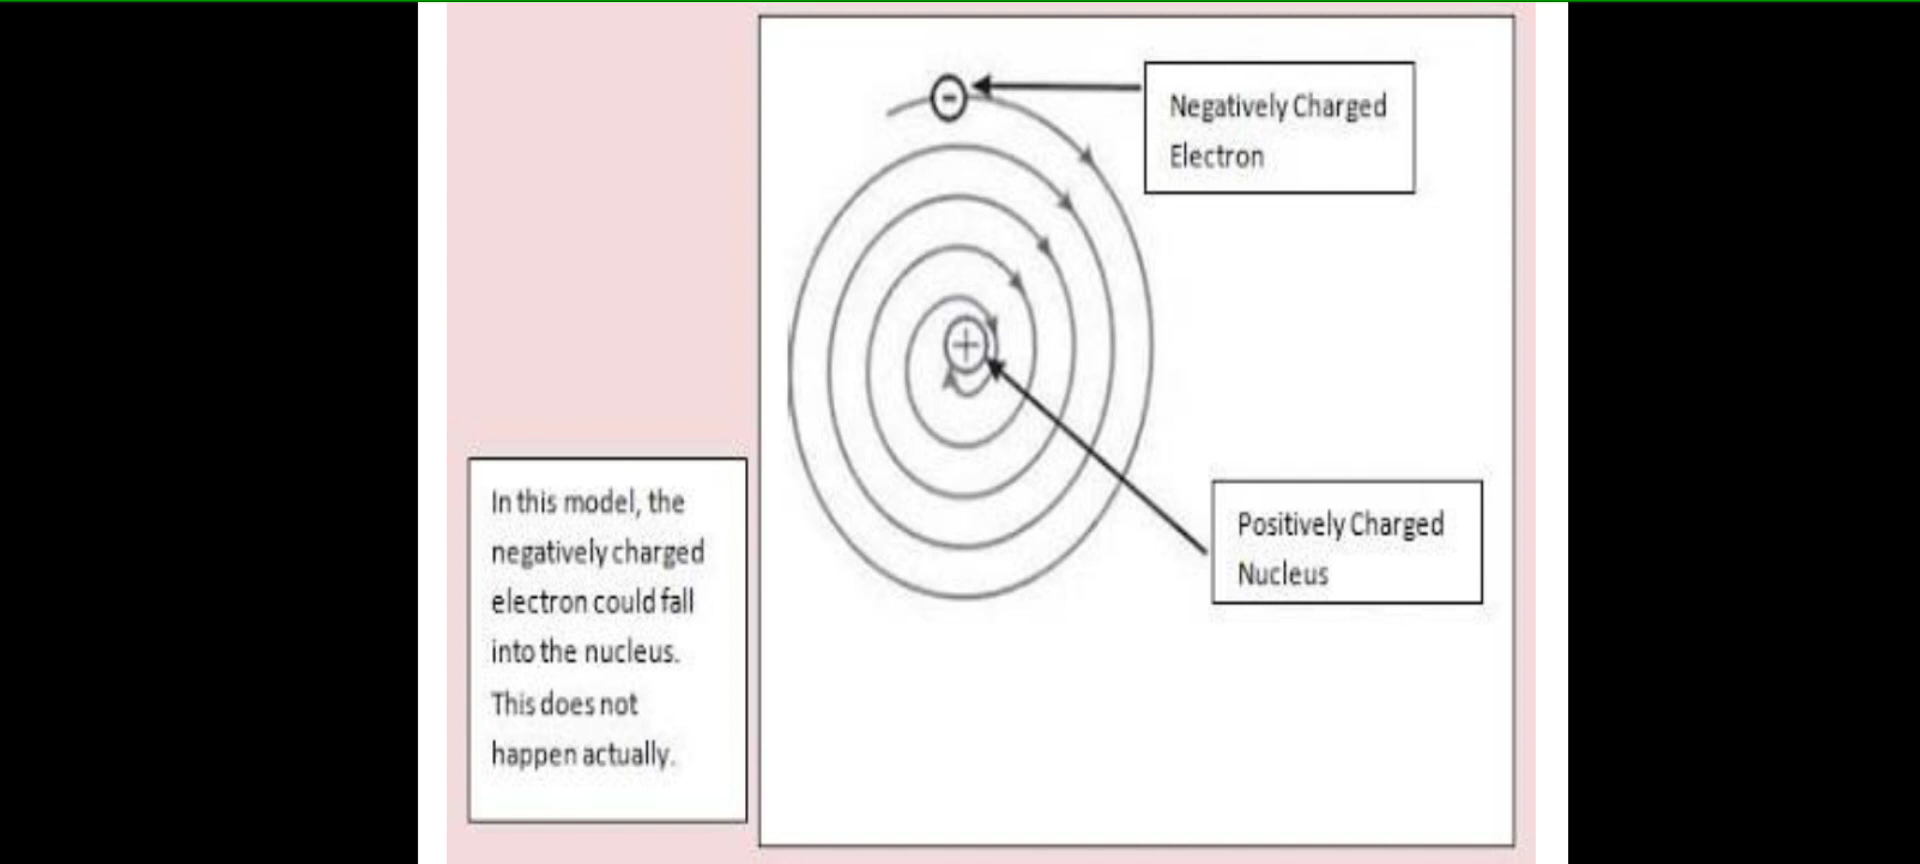 −
Negatively Charged
Electron
+
In this model, the
negatively charged
electron could fall
into the nucleus.
This does not
happen actually.
Positively Charged
Nucleus